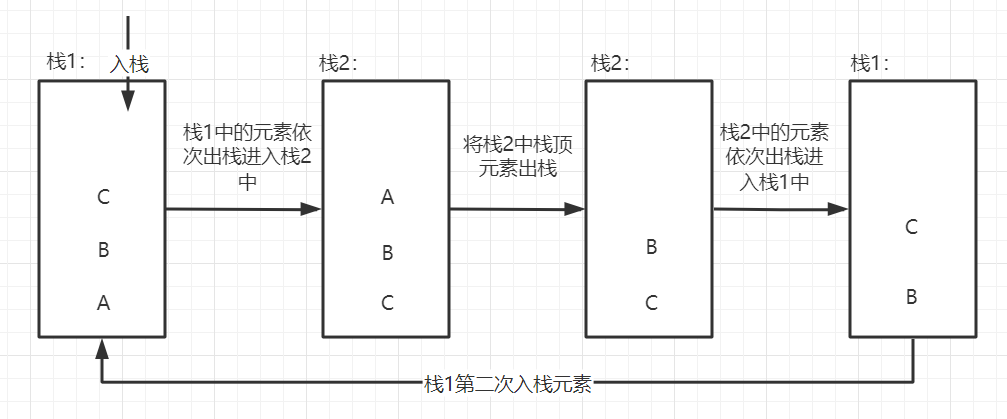 栈1：
入栈
栈2：
栈2：
栈1：
栈1中的元素依
次出栈进入栈2
中
将栈2中栈顶
元素出栈
栈2中的元素
依次出栈进
入栈1中
C
B
A
A
B
C
B
C
C
B
栈1第二次入栈元素